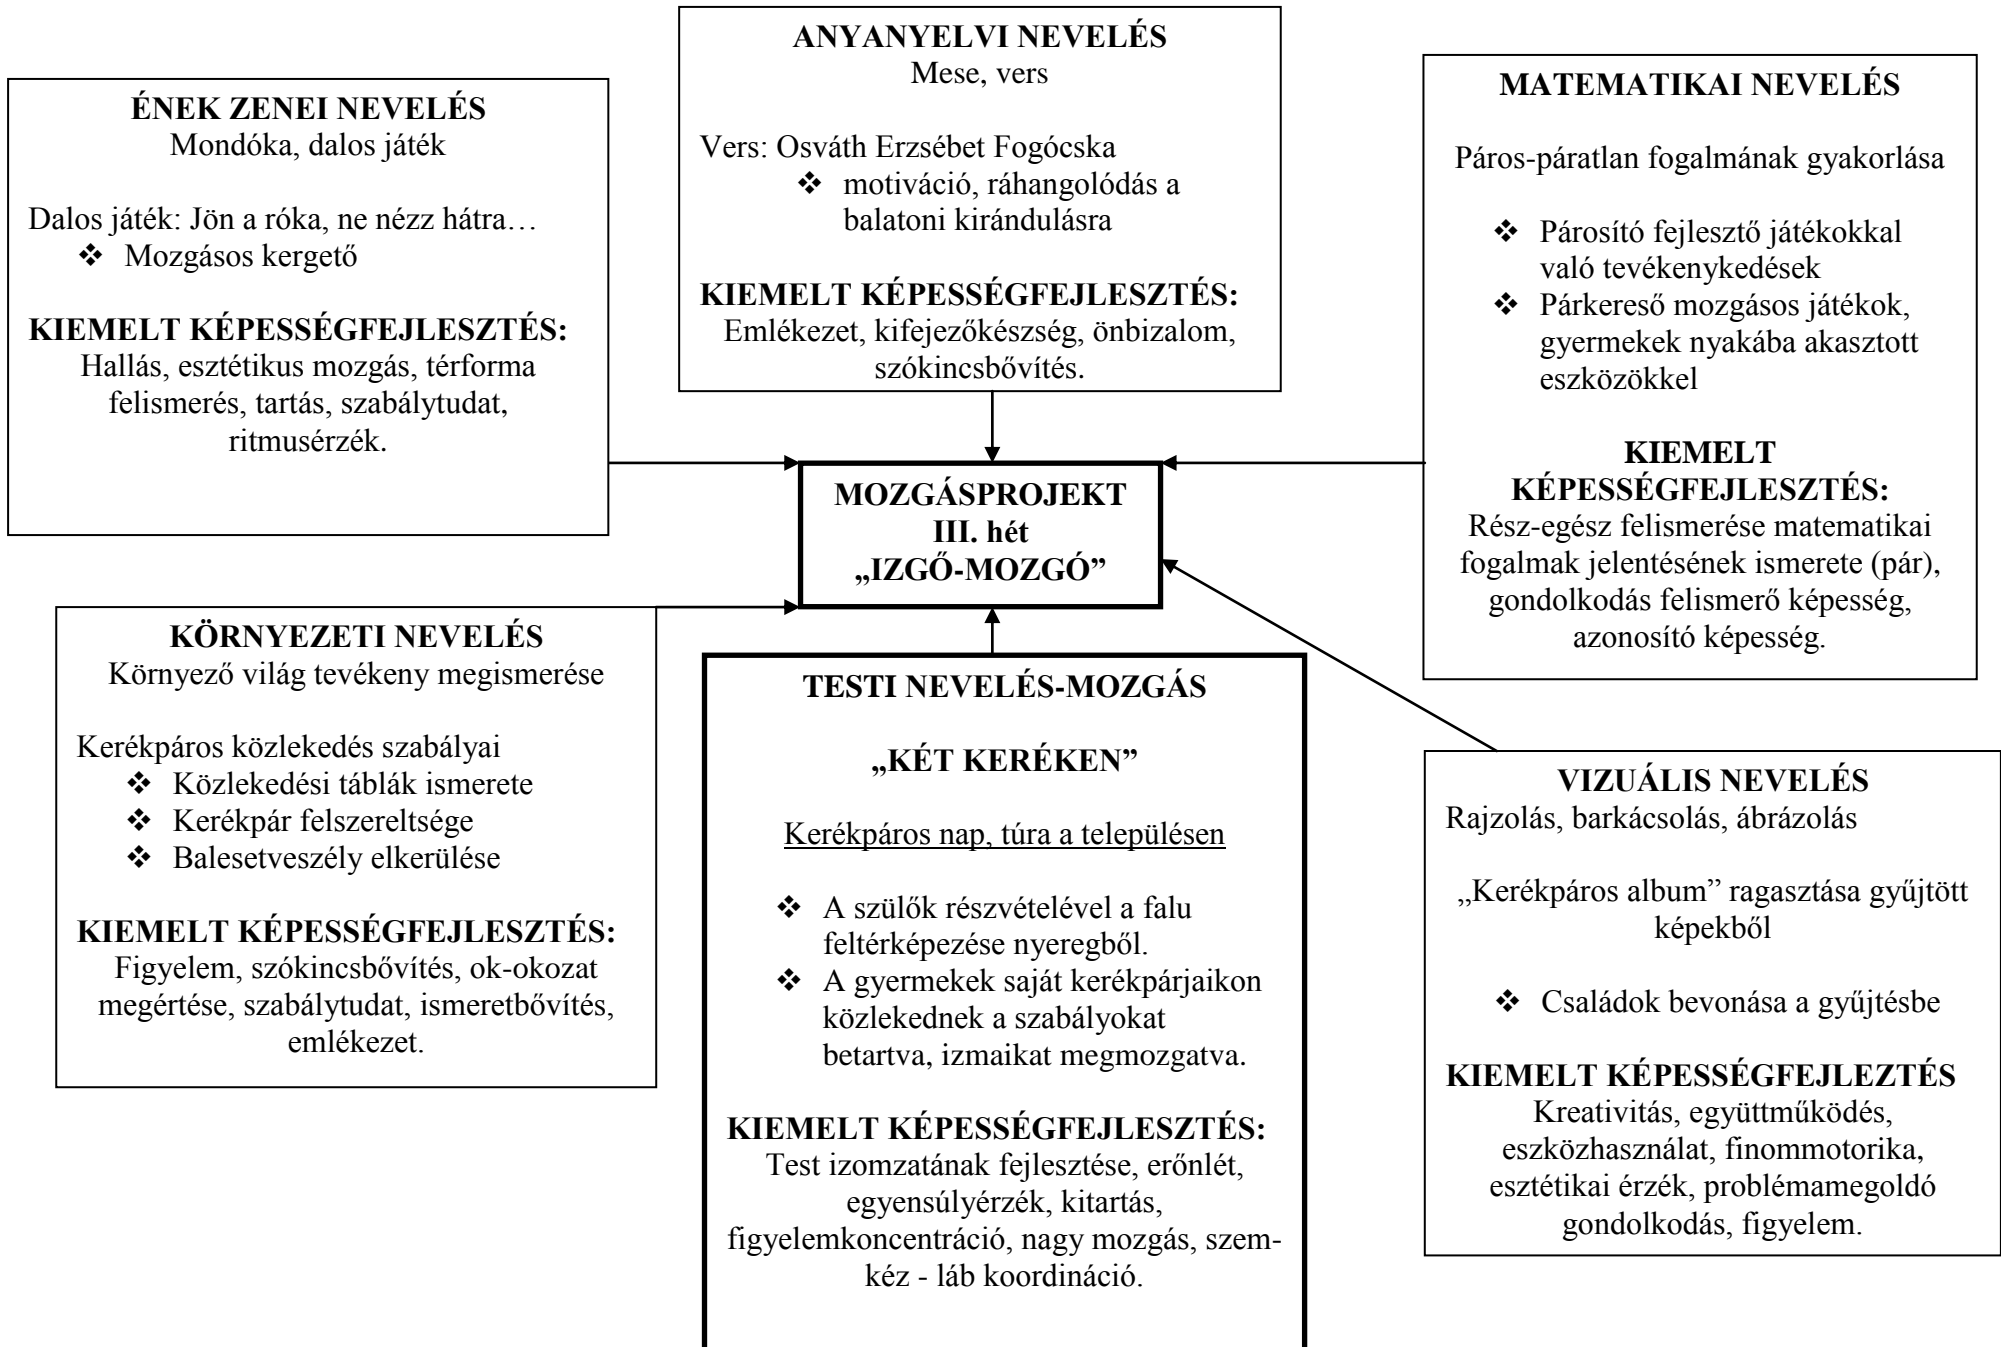 ANYANYELVI NEVELÉS
Mese, vers
Vers: Osváth Erzsébet Fogócska
❖ motiváció, ráhangolódás a
balatoni kirándulásra
KIEMELT KÉPESSÉGFEJLESZTÉS:
Emlékezet, kifejezőkészség, önbizalom,
szókincsbővítés.
ÉNEK ZENEI NEVELÉS
Mondóka, dalos játék
Dalos játék: Jön a róka, ne nézz hátra…
❖ Mozgásos kergető
KIEMELT KÉPESSÉGFEJLESZTÉS:
Hallás, esztétikus mozgás, térforma
felismerés, tartás, szabálytudat,
ritmusérzék.
MATEMATIKAI NEVELÉS
Páros-páratlan fogalmának gyakorlása
❖ Párosító fejlesztő játékokkal
való tevékenykedések
❖ Párkereső mozgásos játékok,
gyermekek nyakába akasztott
eszközökkel
KIEMELT
KÉPESSÉGFEJLESZTÉS:
Rész-egész felismerése matematikai
fogalmak jelentésének ismerete (pár),
gondolkodás felismerő képesség,
azonosító képesség.
MOZGÁSPROJEKT
III. hét
„IZGŐ-MOZGÓ”
KÖRNYEZETI NEVELÉS
Környező világ tevékeny megismerése
Kerékpáros közlekedés szabályai
❖ Közlekedési táblák ismerete
❖ Kerékpár felszereltsége
❖ Balesetveszély elkerülése
KIEMELT KÉPESSÉGFEJLESZTÉS:
Figyelem, szókincsbővítés, ok-okozat
megértése, szabálytudat, ismeretbővítés,
emlékezet.
TESTI NEVELÉS-MOZGÁS
„KÉT KERÉKEN”
Kerékpáros nap, túra a településen
❖ A szülők részvételével a falu
feltérképezése nyeregből.
❖ A gyermekek saját kerékpárjaikon
közlekednek a szabályokat
betartva, izmaikat megmozgatva.
KIEMELT KÉPESSÉGFEJLESZTÉS:
Test izomzatának fejlesztése, erőnlét,
egyensúlyérzék, kitartás,
figyelemkoncentráció, nagy mozgás, szem-
kéz - láb koordináció.
VIZUÁLIS NEVELÉS
Rajzolás, barkácsolás, ábrázolás
„Kerékpáros album” ragasztása gyűjtött
képekből
❖ Családok bevonása a gyűjtésbe
KIEMELT KÉPESSÉGFEJLEZTÉS
Kreativitás, együttműködés,
eszközhasználat, finommotorika,
esztétikai érzék, problémamegoldó
gondolkodás, figyelem.